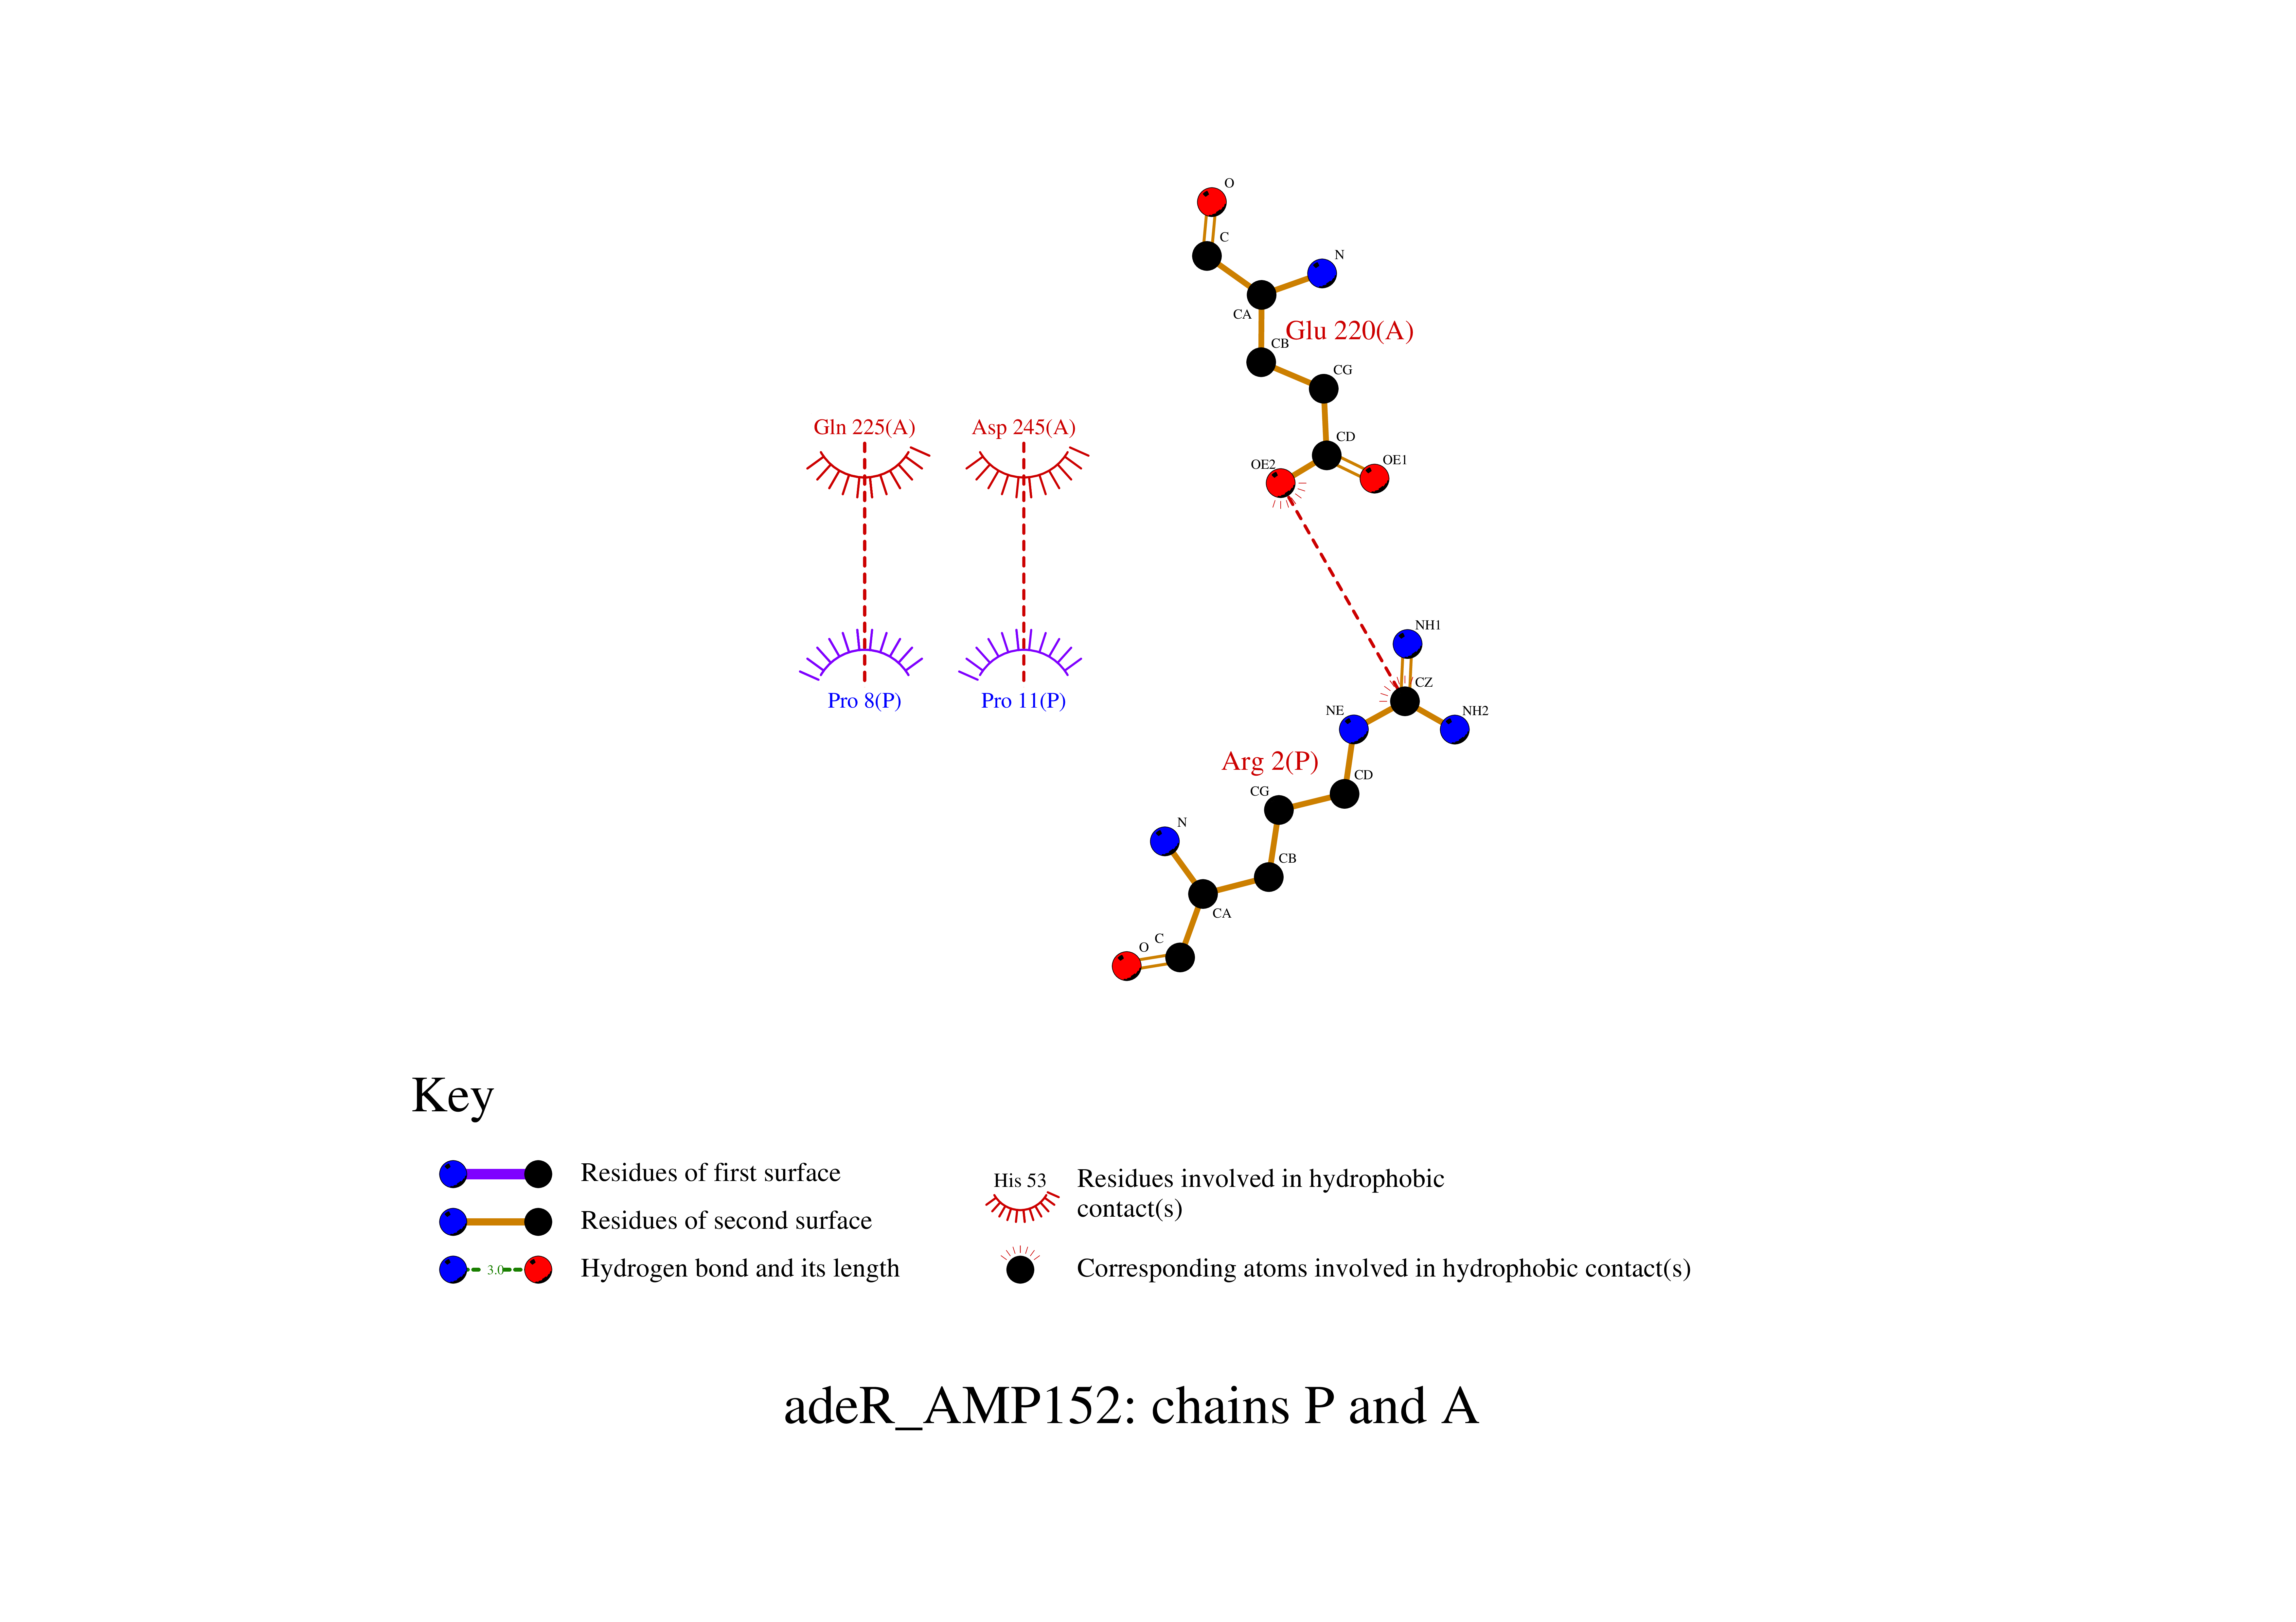 O
C
N
CA
Glu 220(A)
CB
CG
Gln 225(A) Asp 245(A)
CD
OE2 OE1
NH1
CZ
Pro 8(P) Pro 11(P)
NE NH2
Arg 2(P)
CD
CG
N
CB
CA
C
O
Key
Residues of first surface
Residues of second surface
3.0 Hydrogen bond and its length
His 53 Residues involved in hydrophobic
contact(s)
Corresponding atoms involved in hydrophobic contact(s)
adeR_AMP152: chains P and A